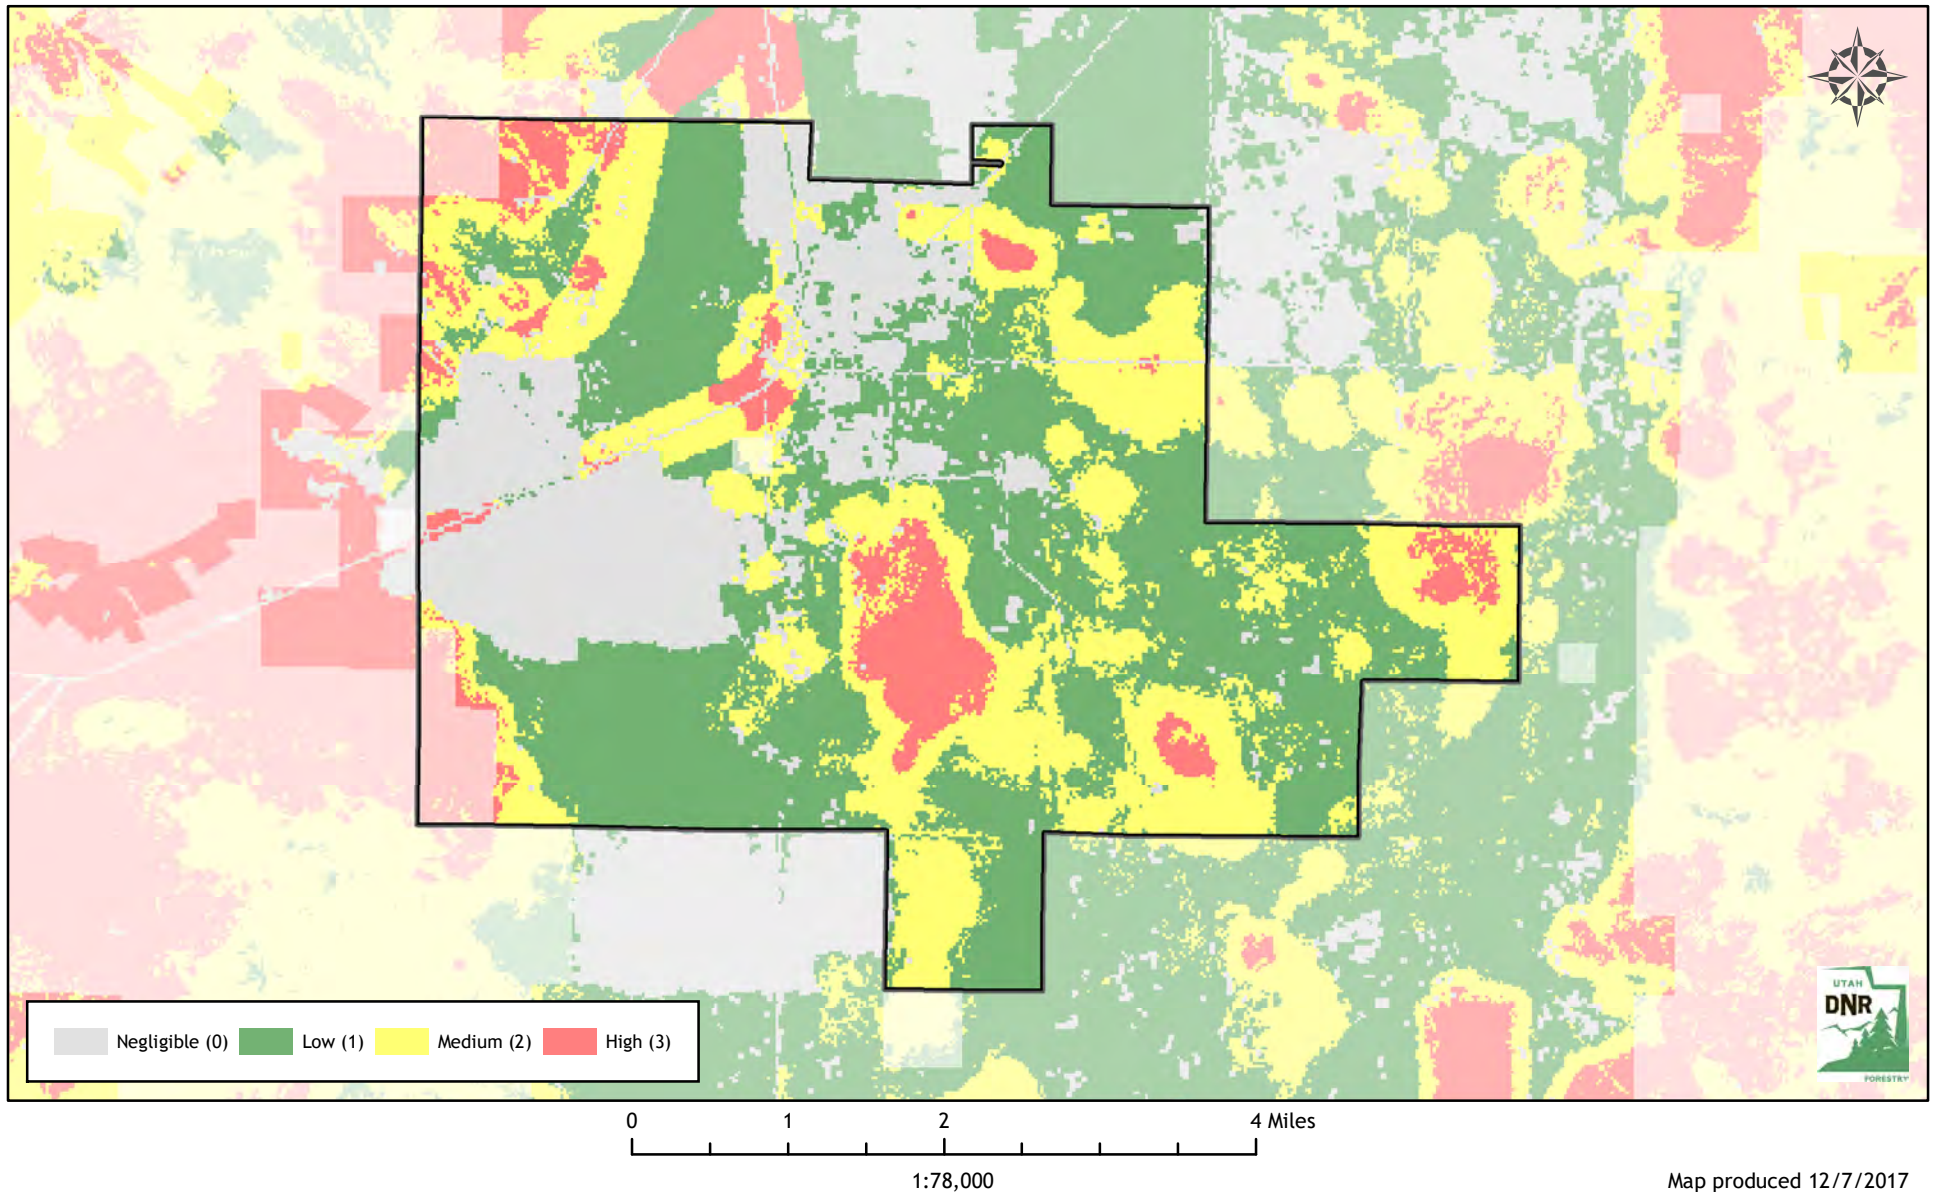 UTAH
DNR
FORESTRY
Negligible (0) Low (1) Medium (2) High (3)
0 1 2 4 Miles
1:78,000
Map produced 12/7/2017